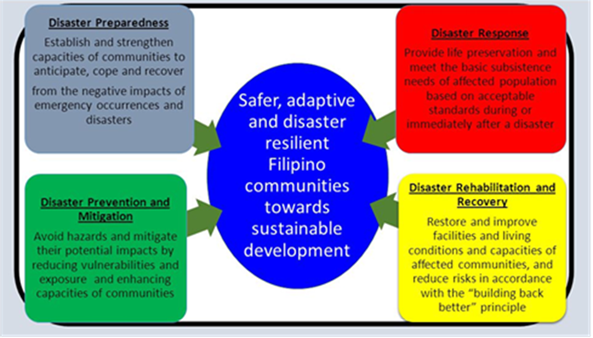 Disaster Preparedness
Establish and strengthen
capacities of communities to
anticipate, cope and recover
from the negative impacts of
emergency occurrences and
disasters
Disaster Response
Provide life preservation and
meet the basic subsistence
needs of affected population
based on acceptable
standards during or
immediately after a disaster
Safer, adaptive
and disaster
resilient
Filipino
communities
towards
sustainable
development
Disaster Prevention and
Mitigation
Avoid hazards and mitigate
their potential impacts by
reducing vulnerabilities and
exposure and enhancing
capacities of communities
Disaster Rehabilitation and
Recovery
Restore and improve
facilities and living
conditions and capacities of
affected communities, and
reduce risks in accordance
with the “building back
better” principle